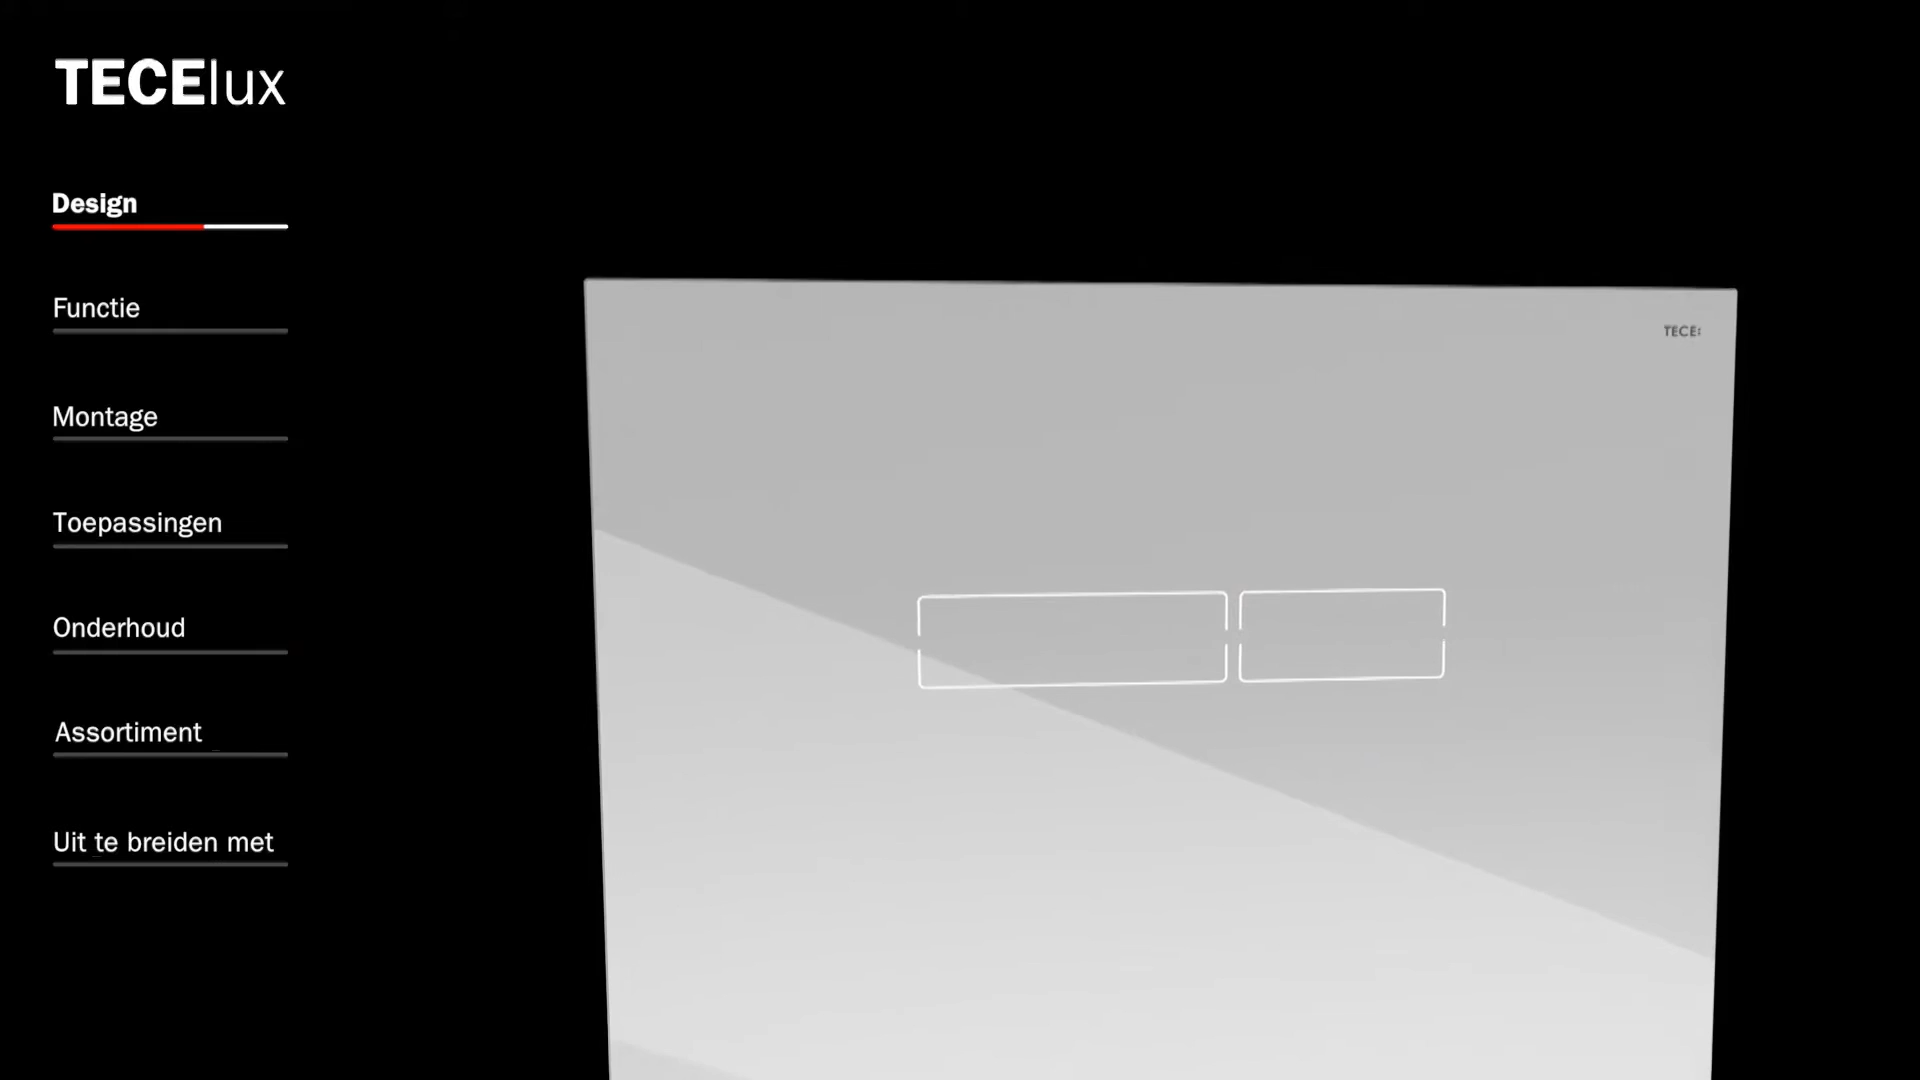 TECElux
Design
Functie
Montage
Toepassingen
Onderhoud
Assortiment
Uit te breiden met
TECE: